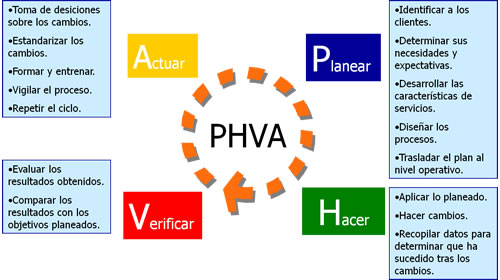 •Toma de desiciones
sobre los cambios.
•Estandarizar los
cambios.
•Formar y entrenar.
•Vigilar el proceso.
•Repetir el ciclo.
Actuar
Planear
•Identificar a los
clientes.
•Determinar sus
necesidades y
expectativas.
•Desarrollar las
características de
servicios.
•Diseñar los
procesos.
•Trasladar el plan al
nivel operativo.
PHVA
•Evaluar los
resultados obtenidos.
•Comparar los
resultados con los
objetivos planeados.
Verificar
Hacer
•Aplicar lo planeado.
•Hacer cambios.
•Recopilar datos para
determinar que ha
sucedido tras los
cambios.